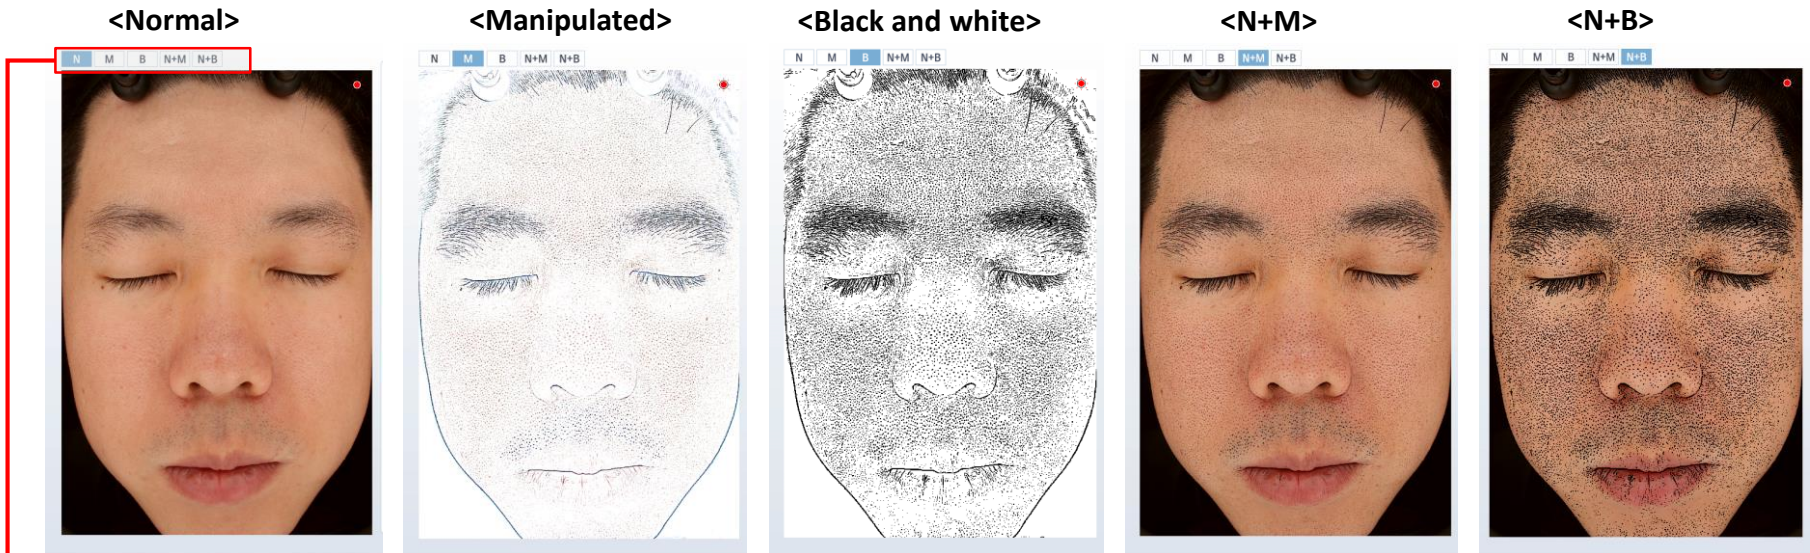 <Normal>
<Manipulated>
<Black and white>
<N+M>
<N+B>
N M B N+M N+B
N M B N+M N+B
N M B N+M N+B
N M B N+M N+B
N M B N+M N+B